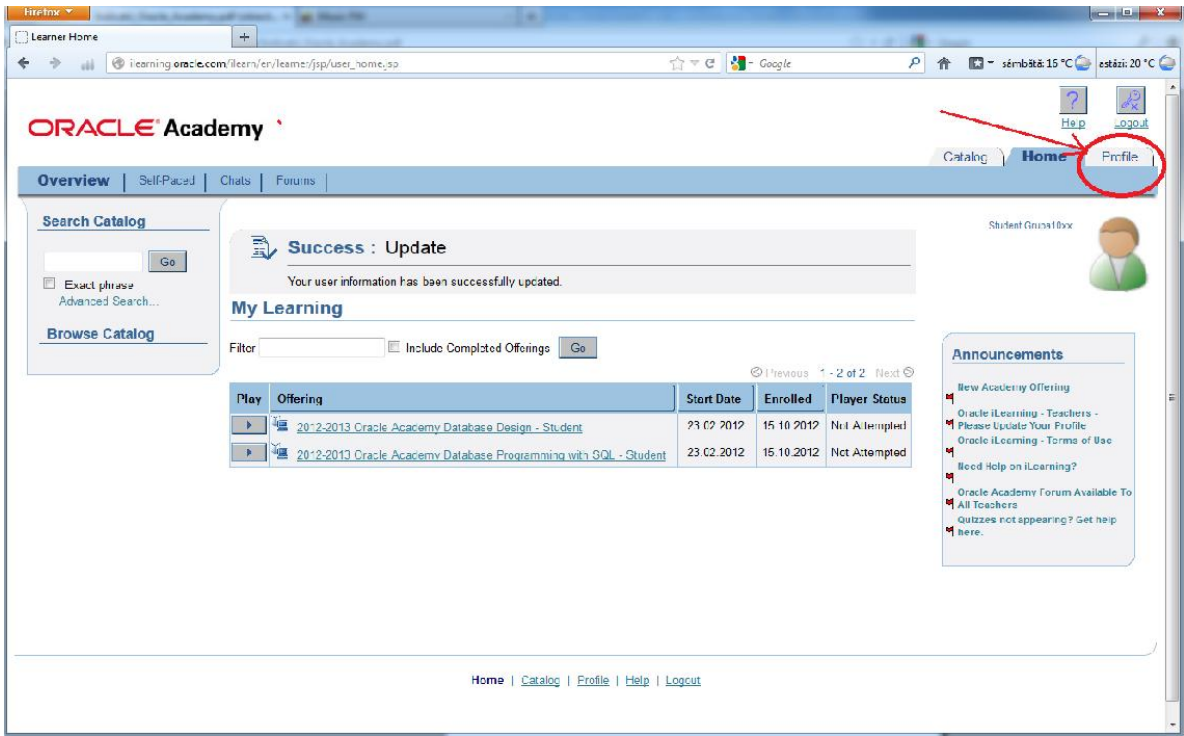 Firefox
Learner Home
ilearning.oracle.com/ilearn/en/learner/jsp/user_home.jsp
Google
sâmbătă: 15 °C
astăzi: 20 °C
ORACLE Academy
Help
Logout
Catalog
Home
Profile
Overview
Self-Paced
Chats
Forums
Search Catalog
Go
Exact phrase
Advanced Search...
Browse Catalog
Student Grupa10xx
Success : Update
Your user information has been successfully updated.
My Learning
Filter
Include Completed Offerings
Go
Previous 1 - 2 of 2 Next
Play Offering Start Date Enrolled Player Status
2012-2013 Oracle Academy Database Design - Student 23.02.2012 15.10.2012 Not Attempted
2012-2013 Oracle Academy Database Programming with SQL - Student 23.02.2012 15.10.2012 Not Attempted
Announcements
New Academy Offering
Oracle iLearning - Teachers -
Please Update Your Profile
Oracle iLearning - Terms of Use
Need Help on iLearning?
Oracle Academy Forum Available To
All Teachers
Quizzes not appearing? Get help
here.
Home | Catalog | Profile | Help | Logout